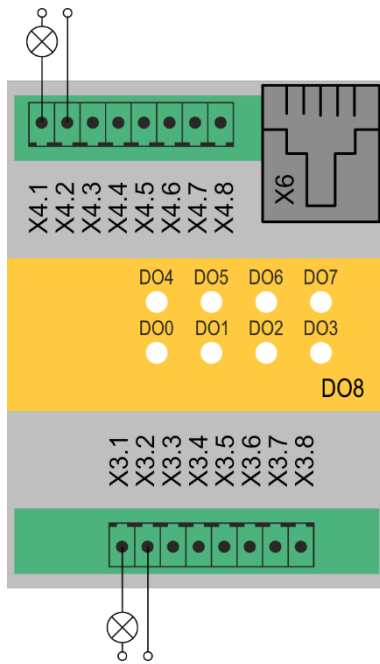 X4.1 X4.2 X4.3 X4.4 X4.5 X4.6 X4.7 X4.8 X6
DO4 DO5 DO6 DO7
DO0 DO1 DO2 DO3
DO8
X3.1 X3.2 X3.3 X3.4 X3.5 X3.6 X3.7 X3.8